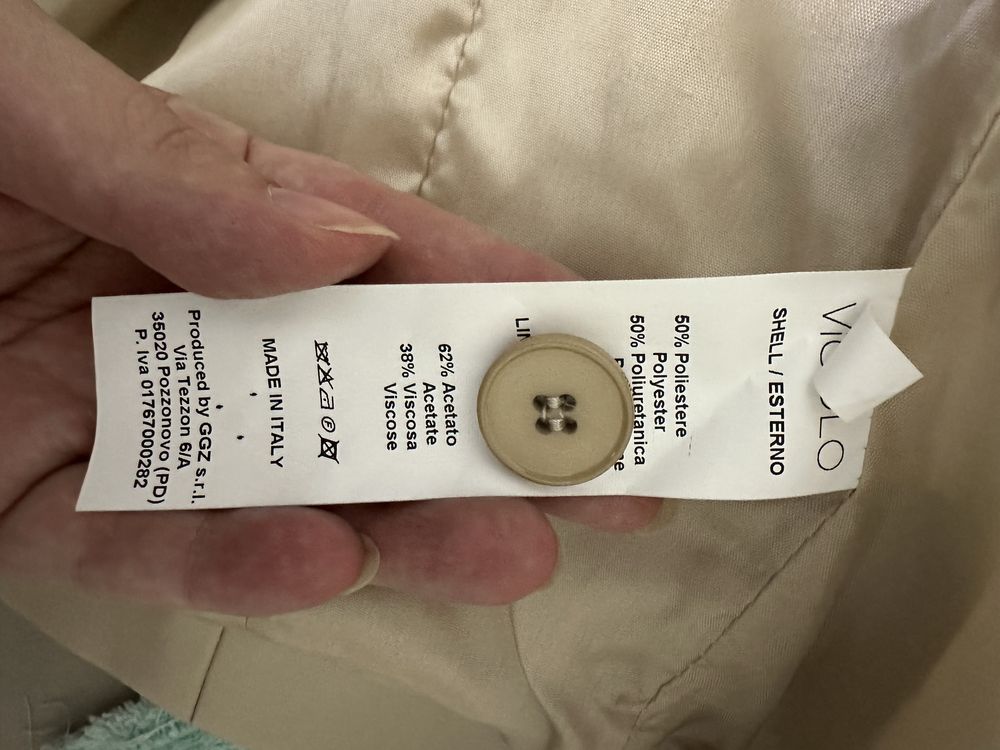 SHELL / ESTERNO
50% Poliestere
Polyester
50% Poliuretanica
62% Acetato
Acetate
38% Viscosa
Viscose
MADE IN ITALY
Produced by GGZ s.r.l.
Via Tezzon 6/A
35020 Pozzonovo (PD)
P. Iva 01767000282